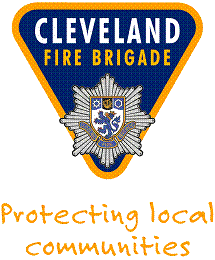 CLEVELAND
FIRE BRIGADE
Protecting local
communities